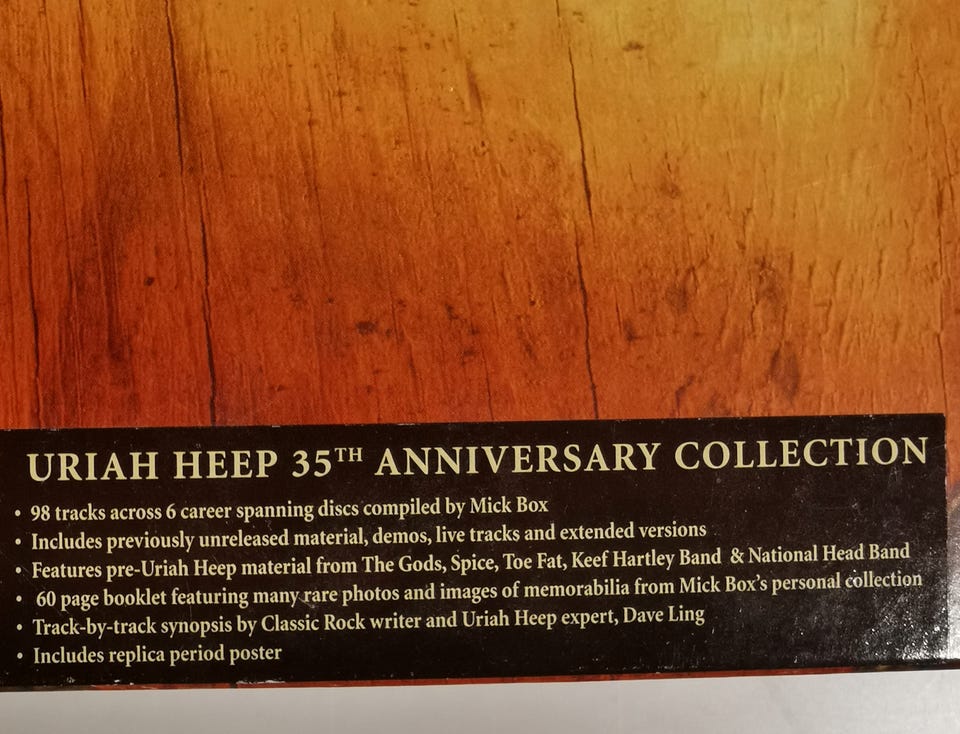 URIAH HEEP 35TH ANNIVERSARY COLLECTION
• 98 tracks across 6 career spanning discs compiled by Mick Box
• Includes previously unreleased material, demos, live tracks and extended versions
• Features pre-Uriah Heep material from The Gods, Spice, Toe Fat, Keef Hartley Band & National Head Band
• 60 page booklet featuring many rare photos and images of memorabilia from Mick Box's personal collection
• Track-by-track synopsis by Classic Rock writer and Uriah Heep expert, Dave Ling
• Includes replica period poster